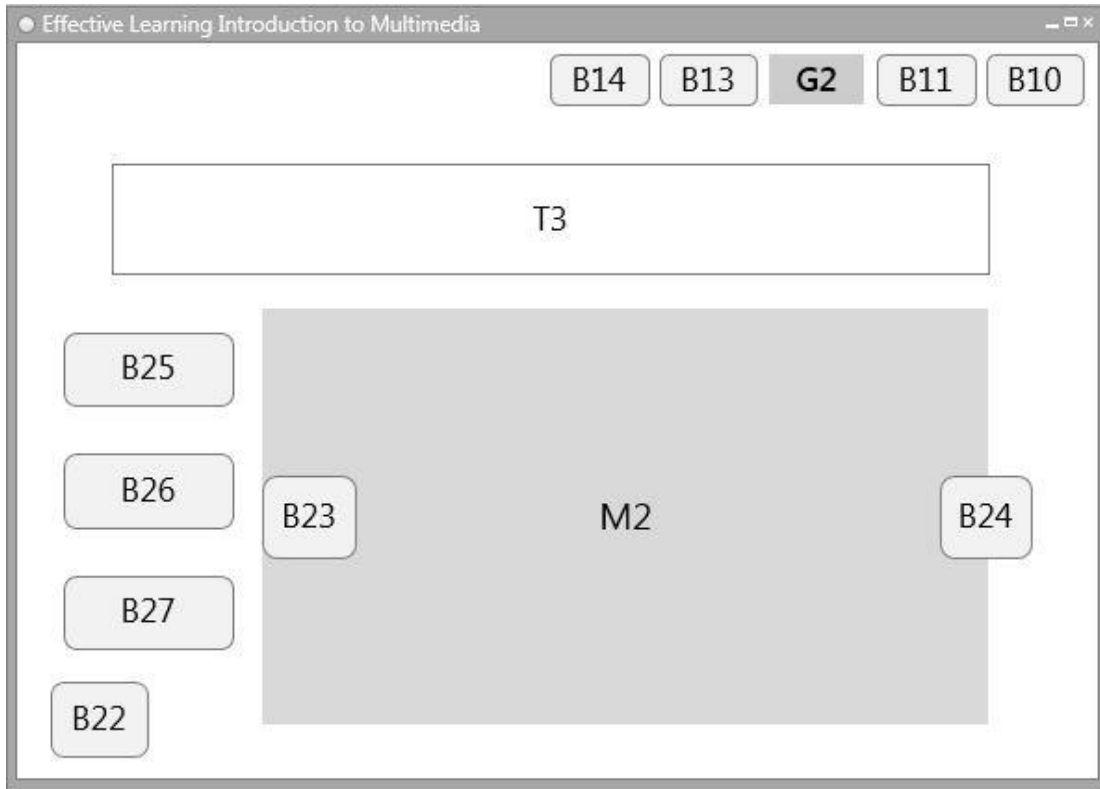 Effective Learning Introduction to Multimedia
B14 B13 G2 B11 B10
T3
B25
B26
B23 M2 B24
B27
B22